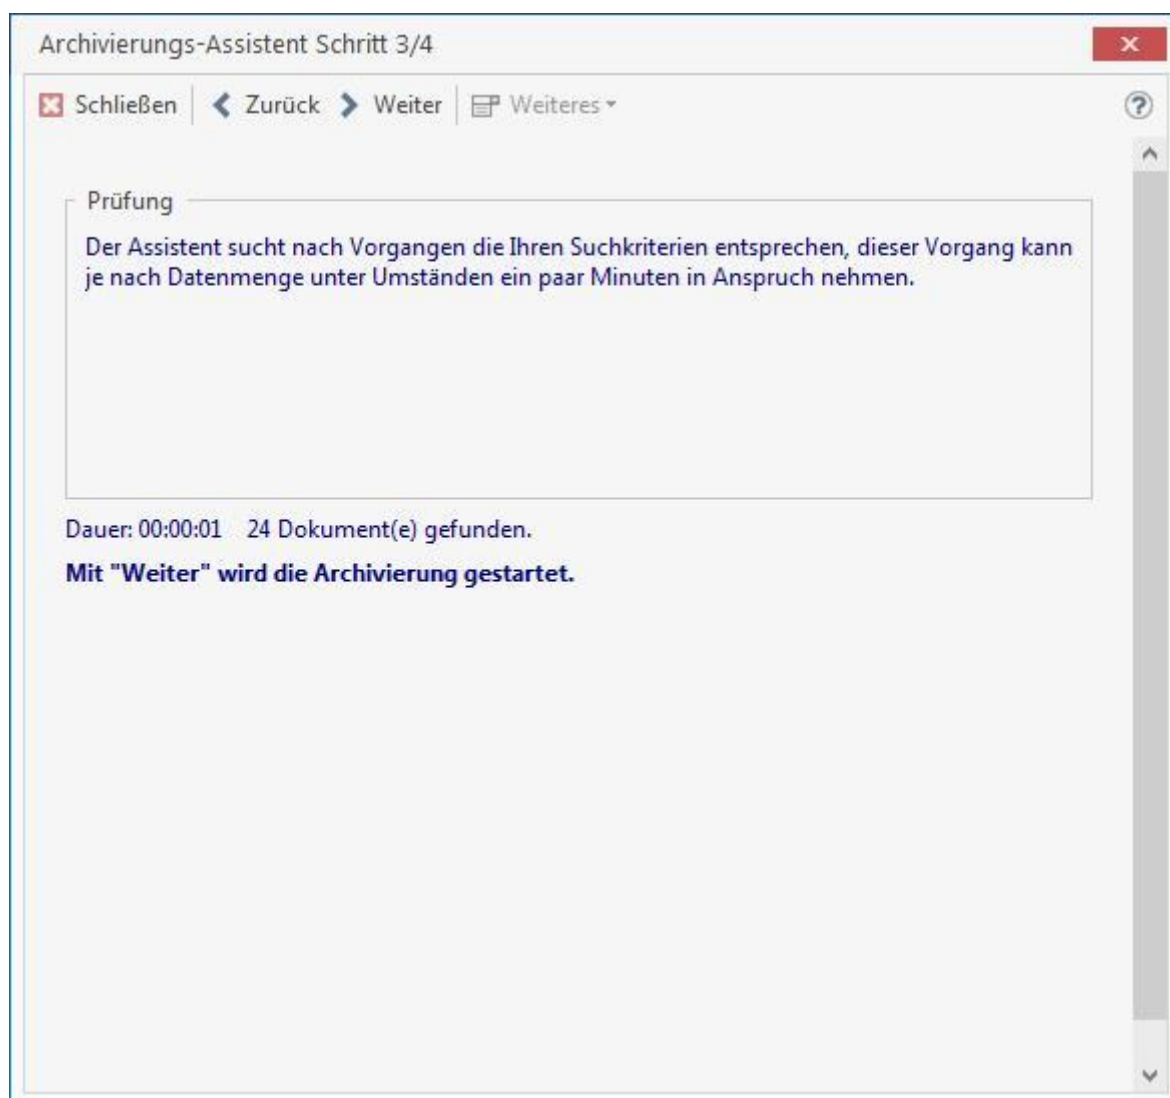 Archivierungs-Assistent Schritt 3/4
Schließen Zurück Weiter Weiteres
Prüfung
Der Assistent sucht nach Vorgangen die Ihren Suchkriterien entsprechen, dieser Vorgang kann
je nach Datenmenge unter Umständen ein paar Minuten in Anspruch nehmen.
Dauer: 00:00:01 24 Dokument(e) gefunden.
Mit "Weiter" wird die Archivierung gestartet.